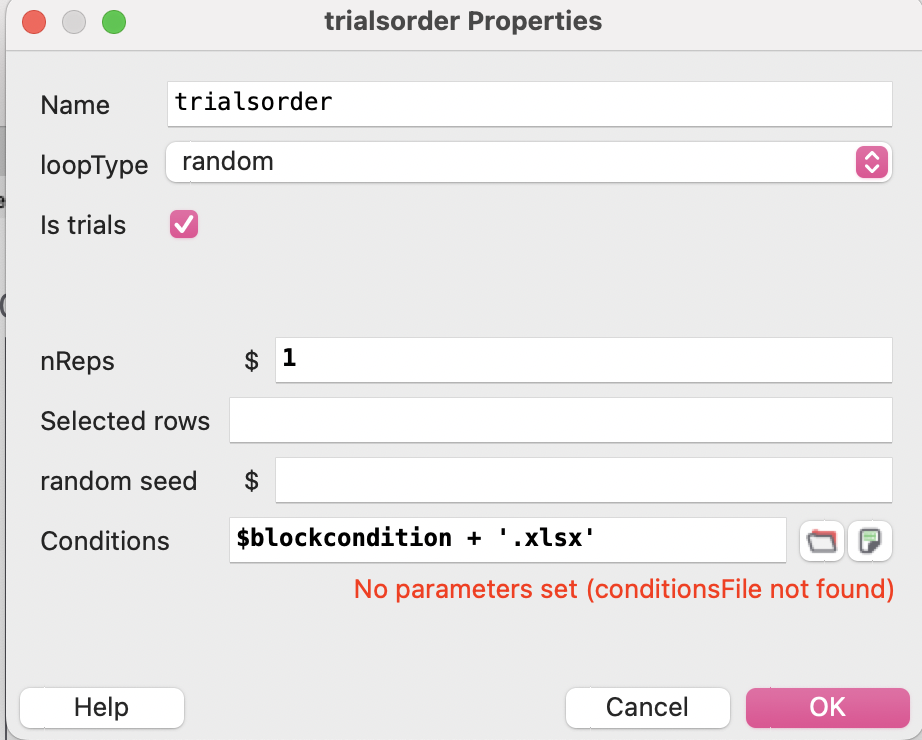 trialsorder Properties
Name trialsorder
loopType random
Is trials
nReps $ 1
Selected rows
random seed $
Conditions $blockcondition + '.xlsx'
No parameters set (conditionsFile not found)
Help Cancel OK